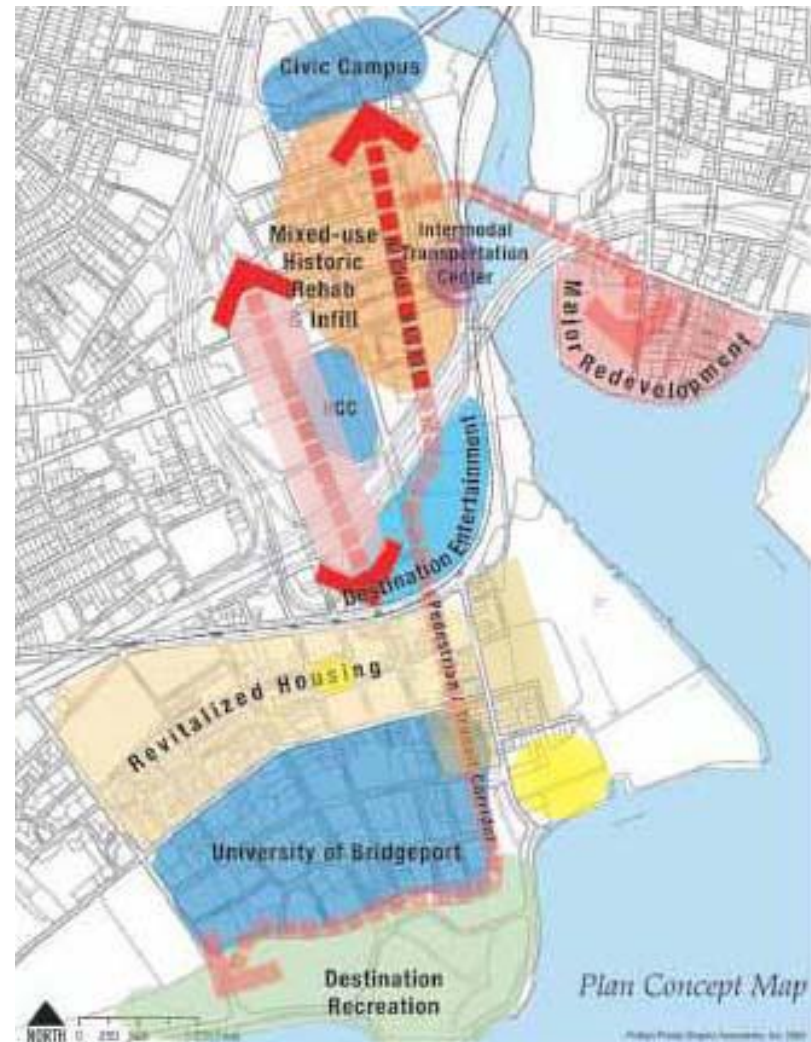 Civic Campus
Mixed-use
Historic
Rehab
& Infill
Intermodal
Transportation
Center
Major Redevelopment
Destination Entertainment
Pedestrian / Transit Corridor
Revitalized Housing
University of Bridgeport
Destination
Recreation
Plan Concept Map
NORTH 0